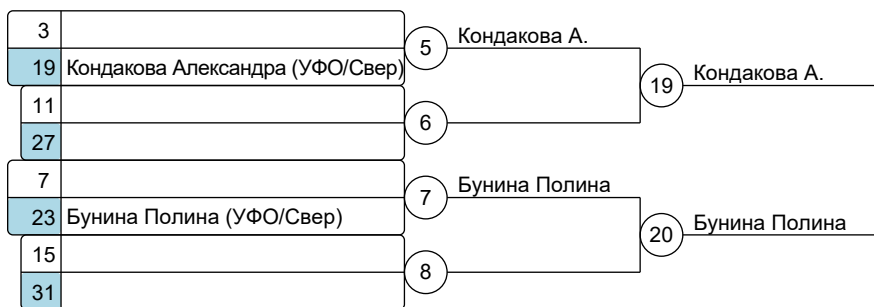 3
5 Кондакова А.
19 Кондакова Александра (УФО/Свер)
19 Кондакова А.
11
6
27
7
7 Бунина Полина
23 Бунина Полина (УФО/Свер)
20 Бунина Полина
15
8
31